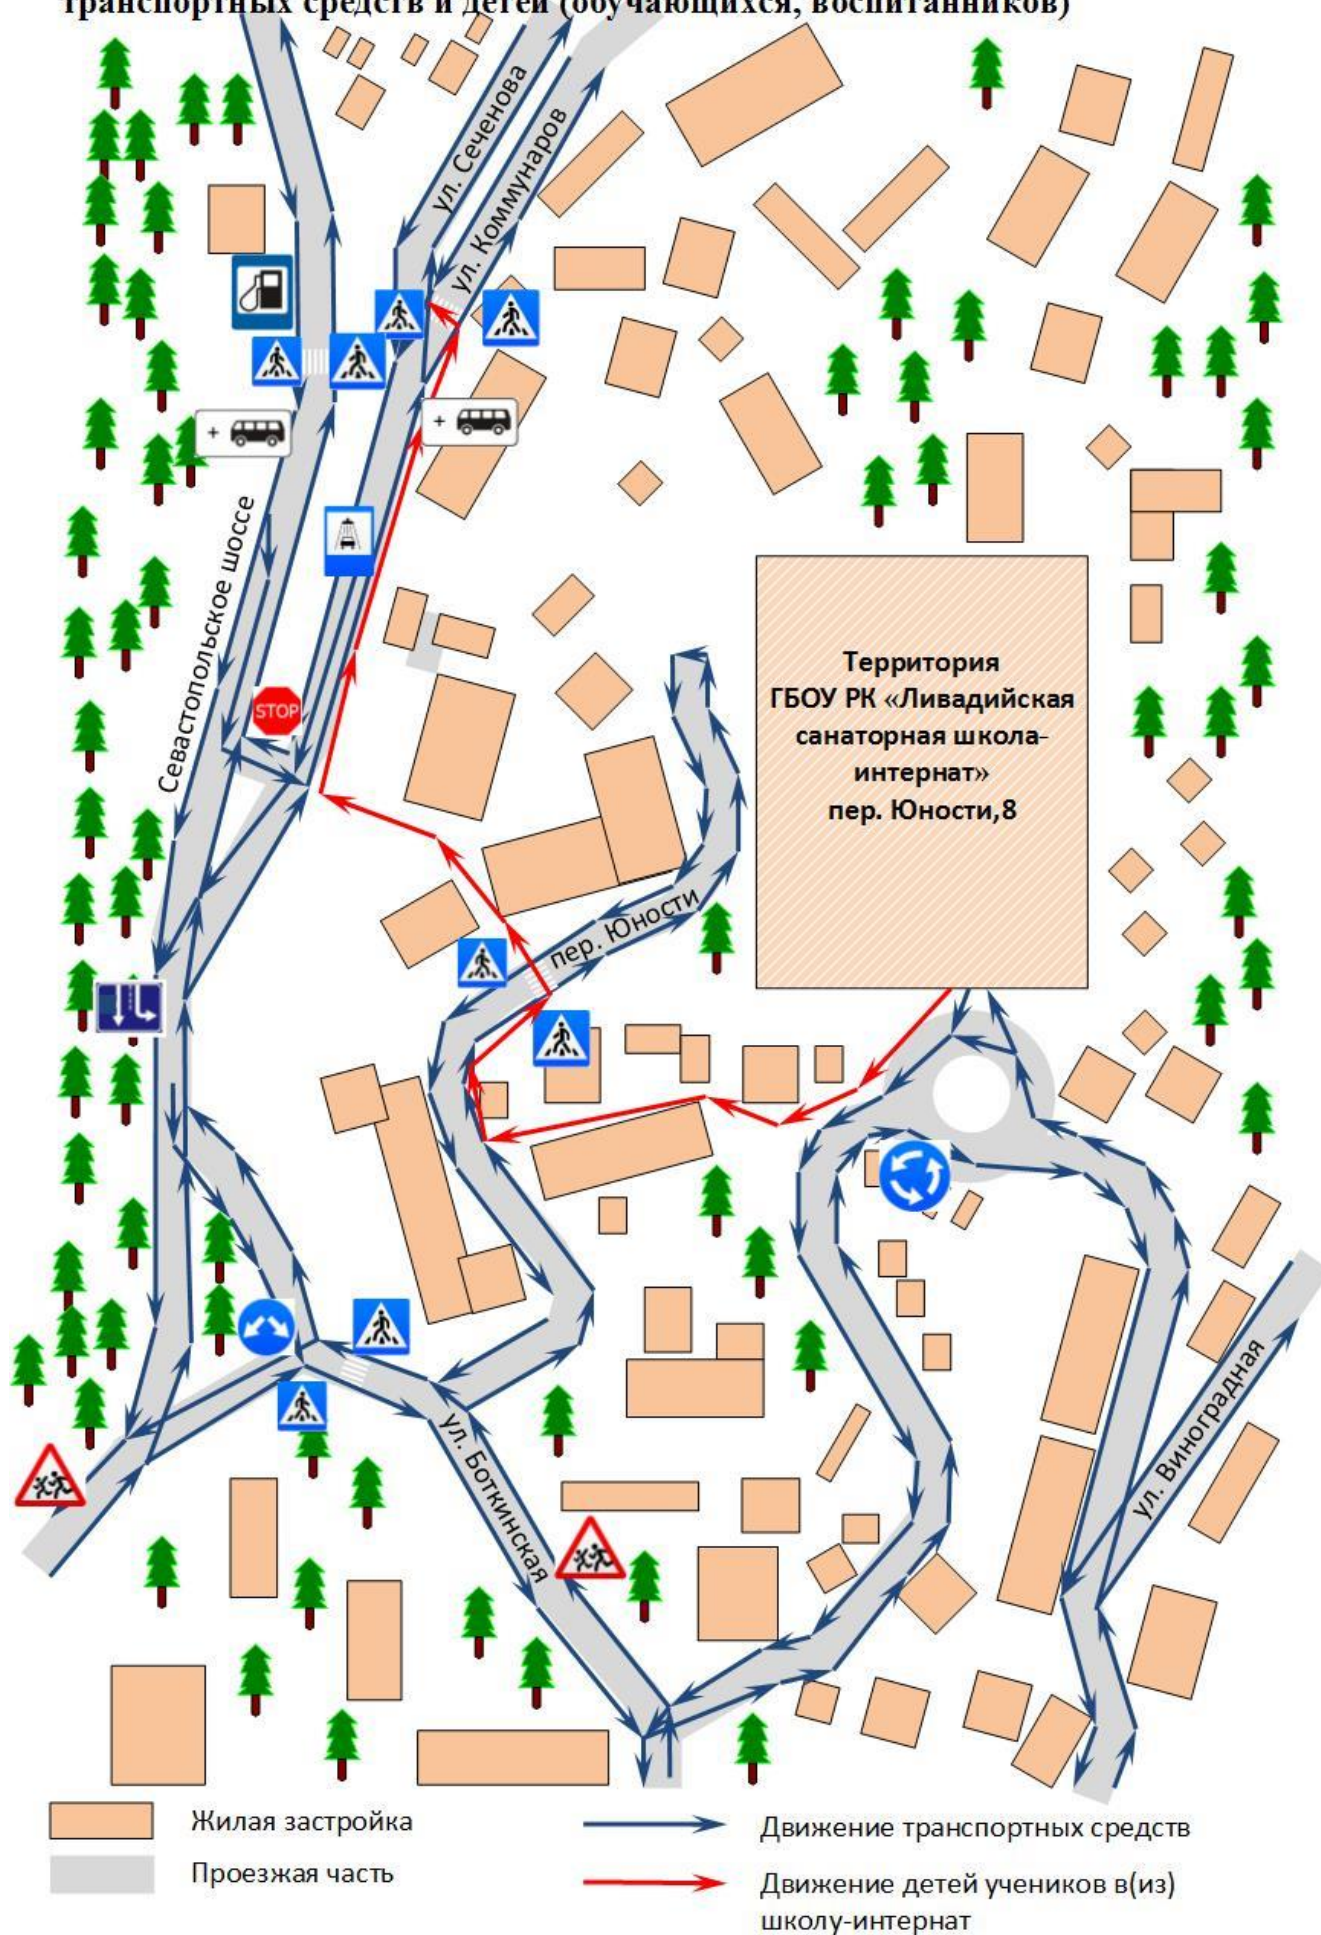 транспортных средств и детей (обучающихся, воспитанников)
ул. Сеченова
ул. Коммунаров
+
+
Севастопольское шоссе
STOP
Территория
ГБОУ РК «Ливадийская
санаторная школа-
интернат»
пер. Юности,8
пер. Юности
ул. Виноградная
ул. Боткинская
Жилая застройка
Движение транспортных средств
Проезжая часть
Движение детей учеников в(из)
школу-интернат